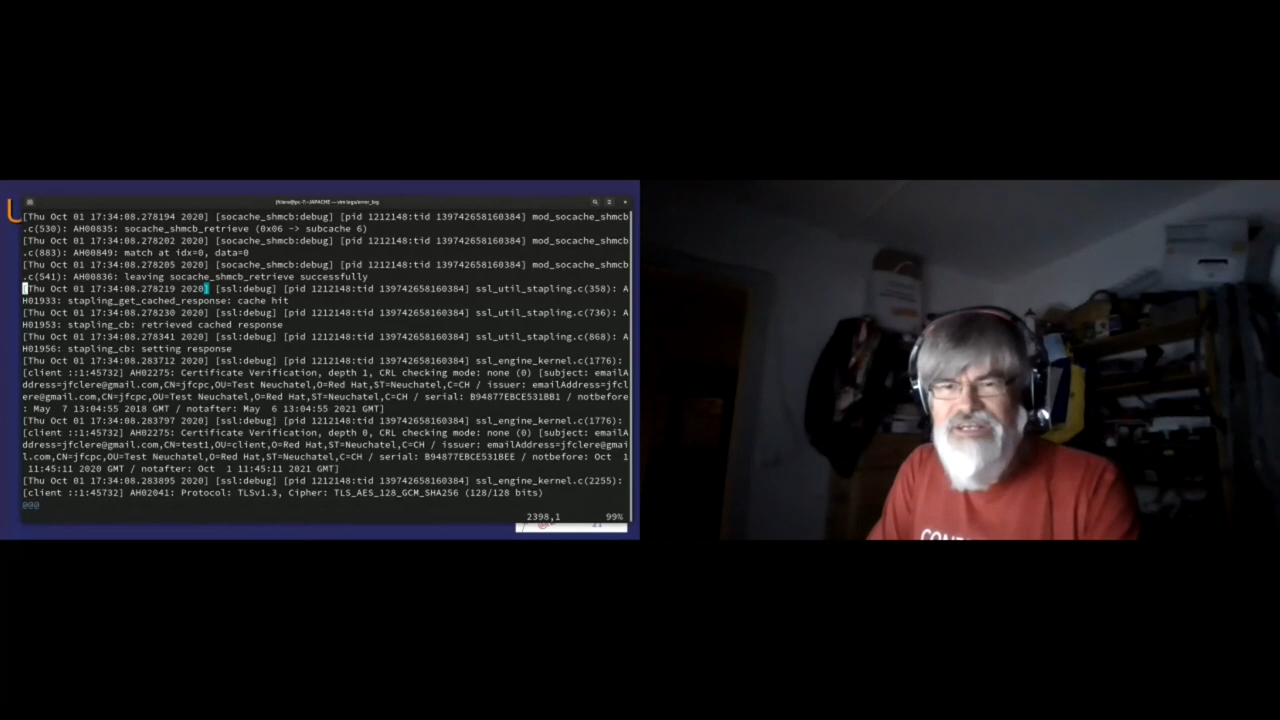 jfclere@pc-7:~/APACHE — vim logs/error_log
[Thu Oct 01 17:34:08.278194 2020] [socache_shmcb:debug] [pid 1212148:tid 139742658160384] mod_socache_shmcb
.c(530): AH00835: socache_shmcb_retrieve (0x06 -> subcache 6)
[Thu Oct 01 17:34:08.278202 2020] [socache_shmcb:debug] [pid 1212148:tid 139742658160384] mod_socache_shmcb
.c(883): AH00849: match at idx=0, data=0
[Thu Oct 01 17:34:08.278205 2020] [socache_shmcb:debug] [pid 1212148:tid 139742658160384] mod_socache_shmcb
.c(541): AH00836: leaving socache_shmcb_retrieve successfully
[Thu Oct 01 17:34:08.278219 2020] [ssl:debug] [pid 1212148:tid 139742658160384] ssl_util_stapling.c(358): A
H01933: stapling_get_cached_response: cache hit
[Thu Oct 01 17:34:08.278230 2020] [ssl:debug] [pid 1212148:tid 139742658160384] ssl_util_stapling.c(736): A
H01953: stapling_cb: retrieved cached response
[Thu Oct 01 17:34:08.278341 2020] [ssl:debug] [pid 1212148:tid 139742658160384] ssl_util_stapling.c(868): A
H01956: stapling_cb: setting response
[Thu Oct 01 17:34:08.283712 2020] [ssl:debug] [pid 1212148:tid 139742658160384] ssl_engine_kernel.c(1776):
[client ::1:45732] AH02275: Certificate Verification, depth 1, CRL checking mode: none (0) [subject: emailA
ddress=jfclere@gmail.com,CN=jfcpc,OU=Test Neuchatel,O=Red Hat,ST=Neuchatel,C=CH / issuer: emailAddress=jfcl
ere@gmail.com,CN=jfcpc,OU=Test Neuchatel,O=Red Hat,ST=Neuchatel,C=CH / serial: B94877EBCE531BB1 / notbefore
: May  7 13:04:55 2018 GMT / notafter: May  6 13:04:55 2021 GMT]
[Thu Oct 01 17:34:08.283797 2020] [ssl:debug] [pid 1212148:tid 139742658160384] ssl_engine_kernel.c(1776):
[client ::1:45732] AH02275: Certificate Verification, depth 0, CRL checking mode: none (0) [subject: emailA
ddress=jfclere@gmail.com,CN=test1,OU=client,O=Red Hat,ST=Neuchatel,C=CH / issuer: emailAddress=jfclere@gmai
l.com,CN=jfcpc,OU=Test Neuchatel,O=Red Hat,ST=Neuchatel,C=CH / serial: B94877EBCE531BEE / notbefore: Oct  1
 11:45:11 2020 GMT / notafter: Oct  1 11:45:11 2021 GMT]
[Thu Oct 01 17:34:08.283895 2020] [ssl:debug] [pid 1212148:tid 139742658160384] ssl_engine_kernel.c(2255):
[client ::1:45732] AH02041: Protocol: TLSv1.3, Cipher: TLS_AES_128_GCM_SHA256 (128/128 bits)
@@@
2398,1 99%